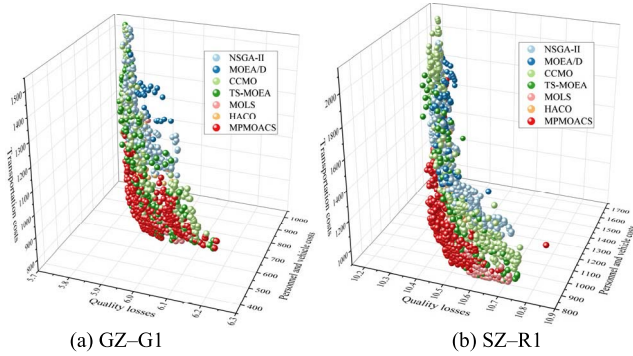 NSGA-II
MOEA/D
CCMO
TS-MOEA
MOLS
HACO
MPMOACS
Transportation costs
1500
1400
1300
1200
1100
1000
900
800
5.7
5.8
5.9
6.0
6.1
6.2
6.3
Quality losses
400
500
600
700
800
900
1000
Personnel and vehicle costs
(a) GZ–G1
NSGA-II
MOEA/D
CCMO
TS-MOEA
MOLS
HACO
MPMOACS
Transportation costs
2000
1800
1600
1400
1200
1000
10.2
10.3
10.4
10.5
10.6
10.7
10.8
10.9
Quality losses
800
900
1000
1100
1200
1300
1400
1500
1600
1700
Personnel and vehicle costs
(b) SZ–R1